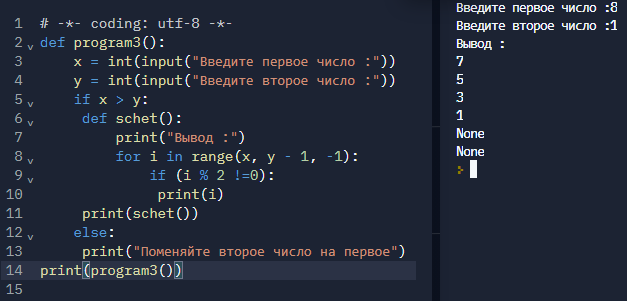 1 # -*- coding: utf-8 -*-
2 def program3():
3 x = int(input("Введите первое число :"))
4 y = int(input("Введите второе число :"))
5 if x > y:
6 def schet():
7 print("Вывод :")
8 for i in range(x, y - 1, -1):
9 if (i % 2 !=0):
10 print(i)
11 print(schet())
12 else:
13 print("Поменяйте второе число на первое")
14 print(program3())
15
Введите первое число :8
Введите второе число :1
Вывод :
7
5
3
1
None
None